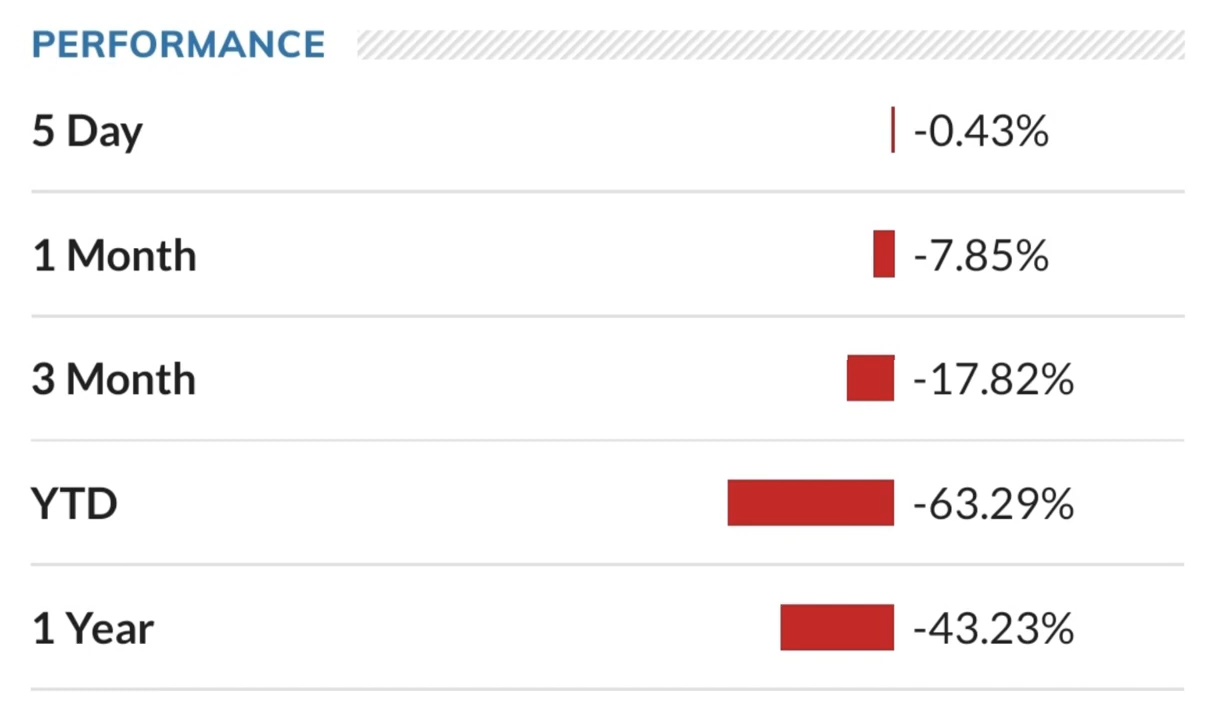 PERFORMANCE
5 Day -0.43%
1 Month -7.85%
3 Month -17.82%
YTD -63.29%
1 Year -43.23%